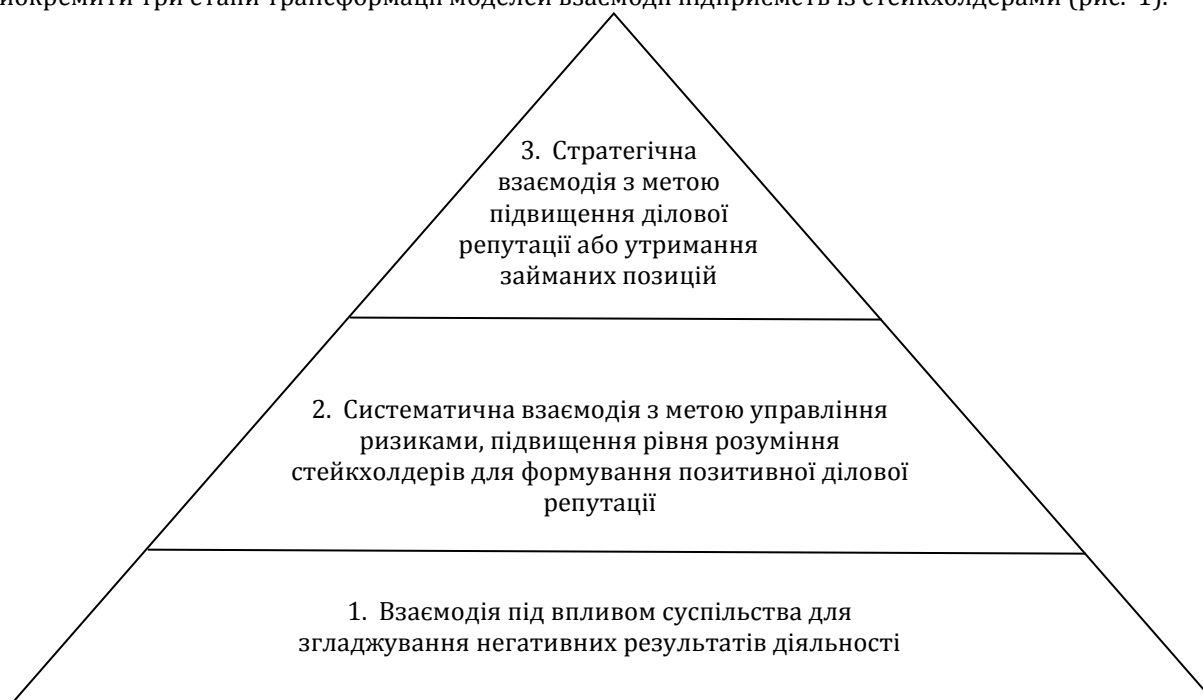 три етапи трансформації моделей взаємодії підприємств із стейкхолдерами (рис. 1).
3. Стратегічна
взаємодія з метою
підвищення ділової
репутації або утримання
займаних позицій
2. Систематична взаємодія з метою управління
ризиками, підвищення рівня розуміння
стейкхолдерів для формування позитивної ділової
репутації
1. Взаємодія під впливом суспільства для
згладжування негативних результатів діяльності